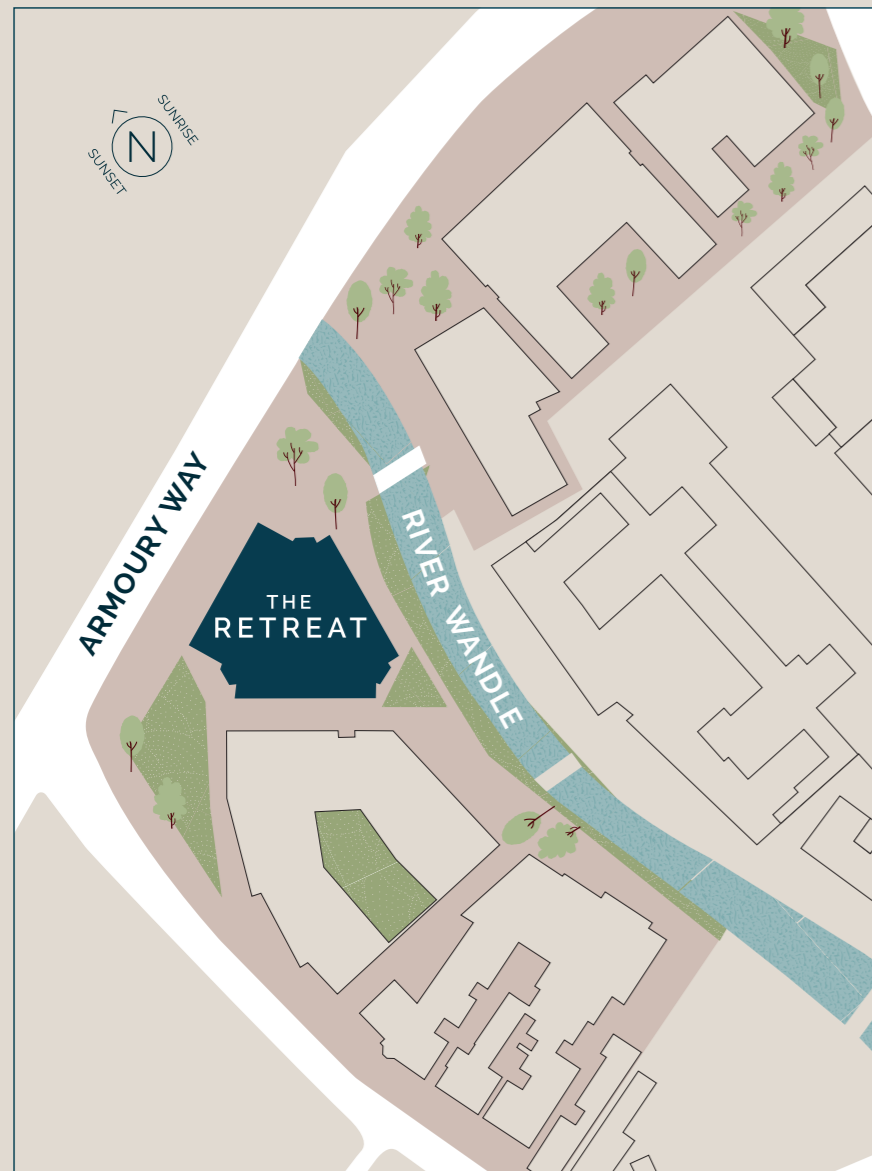 SUNRISE
N
SUNSET
ARMOURY WAY
THE
RETREAT
RIVER WANDLE